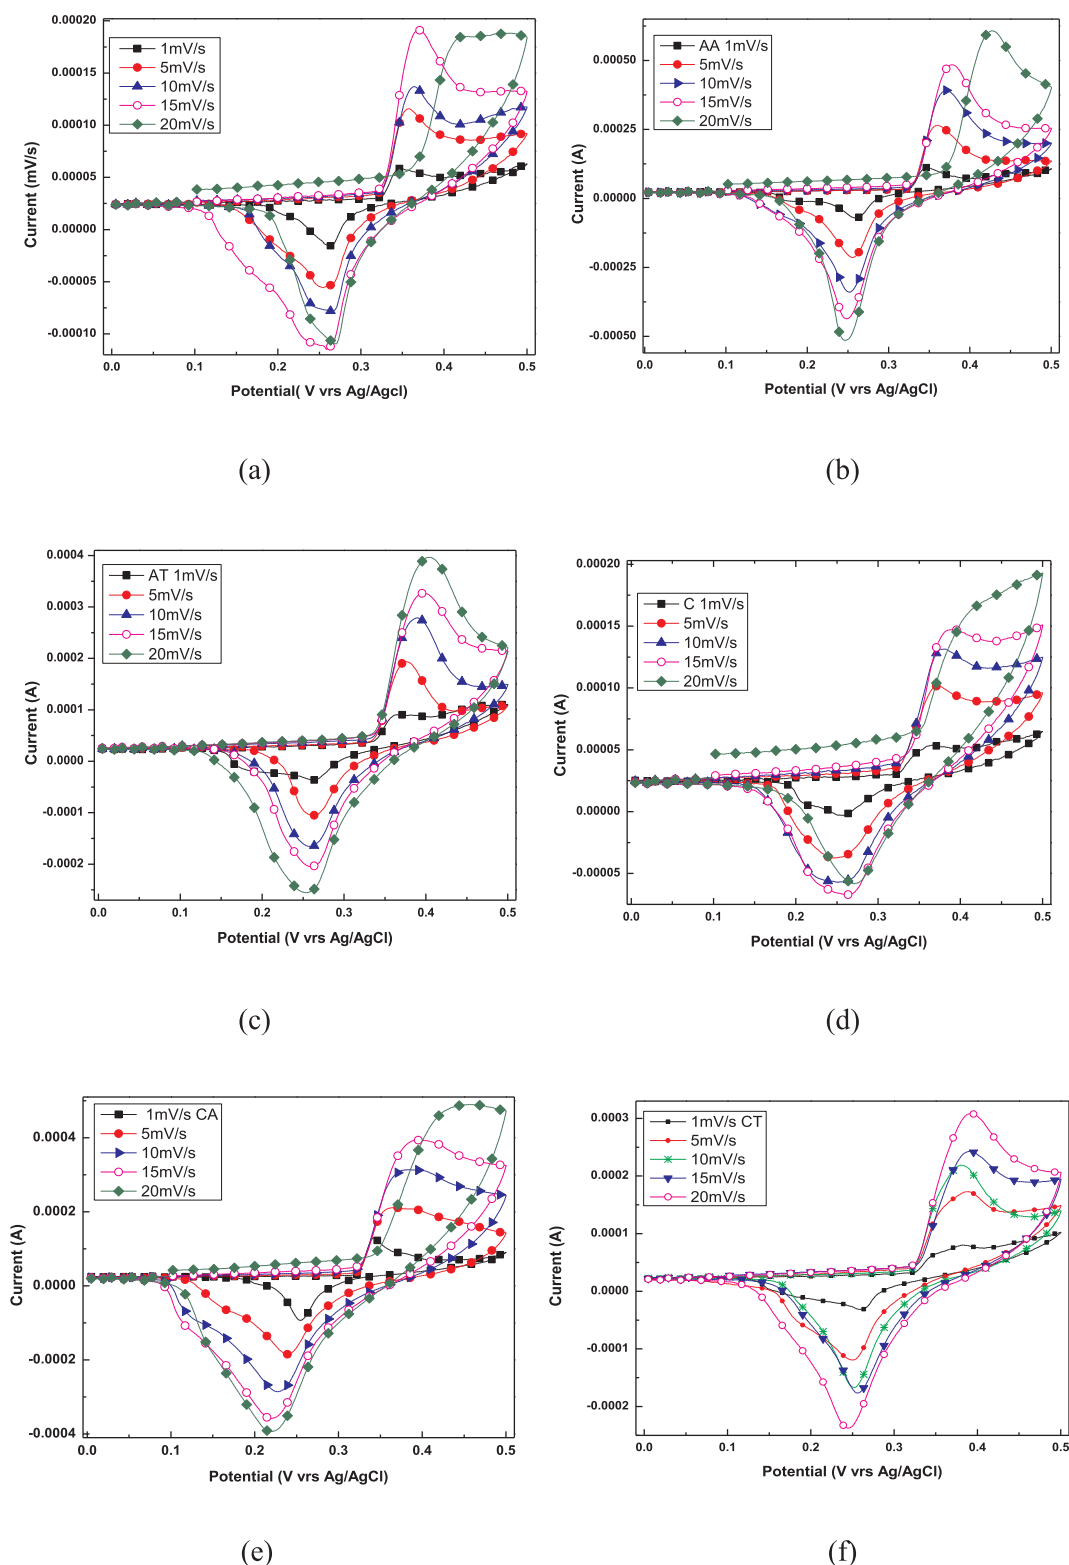 0.00020
0.00015
0.00010
0.00005
0.00000
-0.00005
-0.00010
Current (mV/s)
1mV/s
5mV/s
10mV/s
15mV/s
20mV/s
0.0 0.1 0.2 0.3 0.4 0.5
Potential( V vrs Ag/Agcl)
(a)
0.00050
0.00025
0.00000
-0.00025
-0.00050
Current (A)
AA 1mV/s
5mV/s
10mV/s
15mV/s
20mV/s
0.0 0.1 0.2 0.3 0.4 0.5
Potential (V vrs Ag/AgCl)
(b)
0.0004
0.0003
0.0002
0.0001
0.0000
-0.0001
-0.0002
Current (A)
AT 1mV/s
5mV/s
10mV/s
15mV/s
20mV/s
0.0 0.1 0.2 0.3 0.4 0.5
Potential (V vrs Ag/AgCl)
(c)
0.00020
0.00015
0.00010
0.00005
0.00000
-0.00005
Current (A)
C 1mV/s
5mV/s
10mV/s
15mV/s
20mV/s
0.0 0.1 0.2 0.3 0.4 0.5
Potential (V vrs Ag/AgCl)
(d)
0.0004
0.0002
0.0000
-0.0002
-0.0004
Current (A)
1mV/s CA
5mV/s
10mV/s
15mV/s
20mV/s
0.0 0.1 0.2 0.3 0.4 0.5
Potential (V vrs Ag/AgCl)
(e)
0.0003
0.0002
0.0001
0.0000
-0.0001
-0.0002
Current (A)
1mV/s CT
5mV/s
10mV/s
15mV/s
20mV/s
0.0 0.1 0.2 0.3 0.4 0.5
Potential (V vrs Ag/AgCl)
(f)